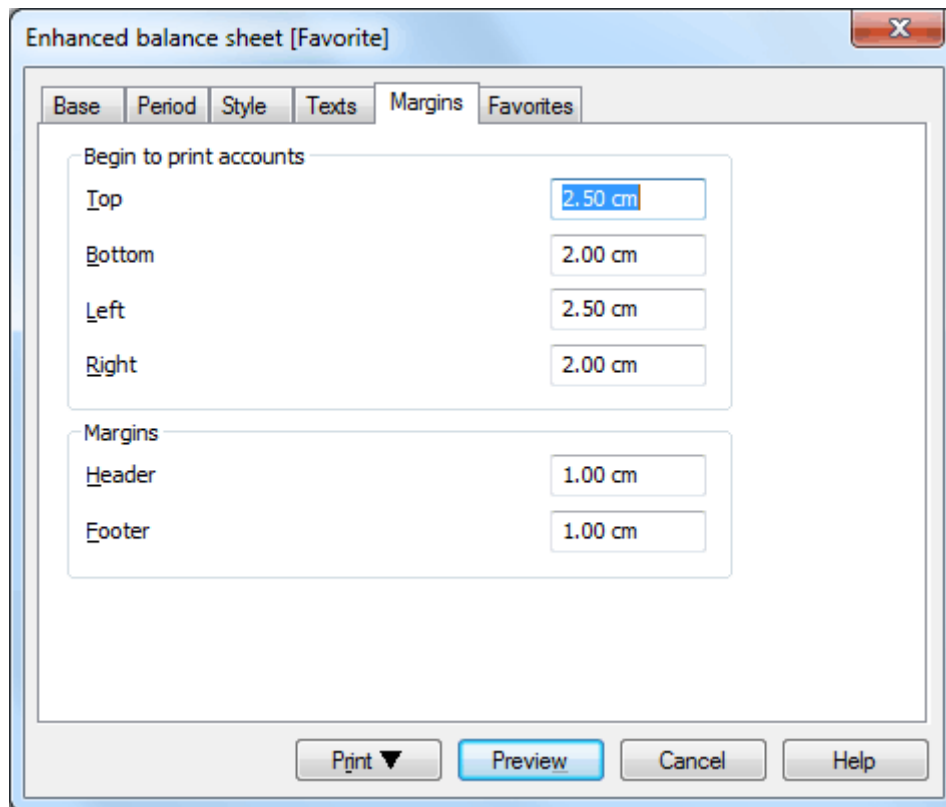 Enhanced balance sheet [Favorite]
Base Period Style Texts Margins Favorites
Begin to print accounts
Top 2.50 cm
Bottom 2.00 cm
Left 2.50 cm
Right 2.00 cm
Margins
Header 1.00 cm
Footer 1.00 cm
Print ▼ Preview Cancel Help